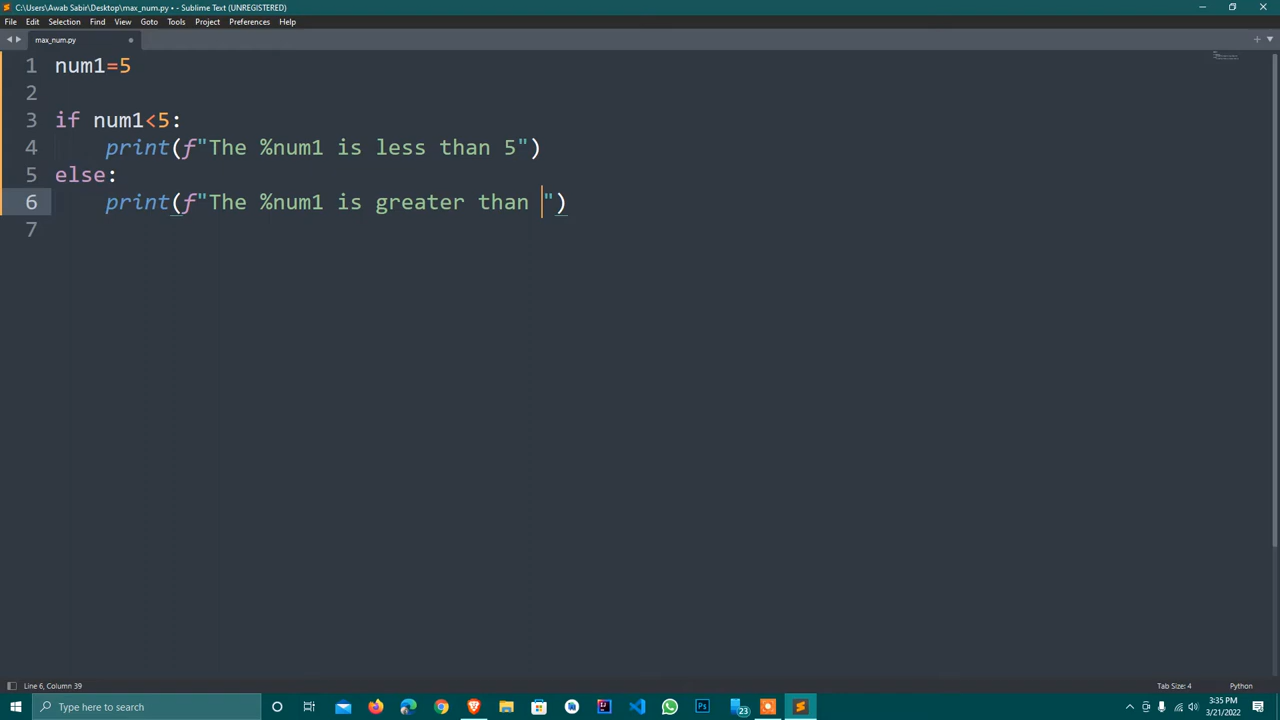 C:\Users\Awab Sabir\Desktop\max_num.py • - Sublime Text (UNREGISTERED)
File Edit Selection Find View Goto Tools Project Preferences Help
max_num.py
1 num1=5
2
3 if num1<5:
4 print(f"The %num1 is less than 5")
5 else:
6 print(f"The %num1 is greater than ")
7
Line 6, Column 39 Tab Size: 4 Python
Type here to search Ps 23 3:35 PM
3/21/2022